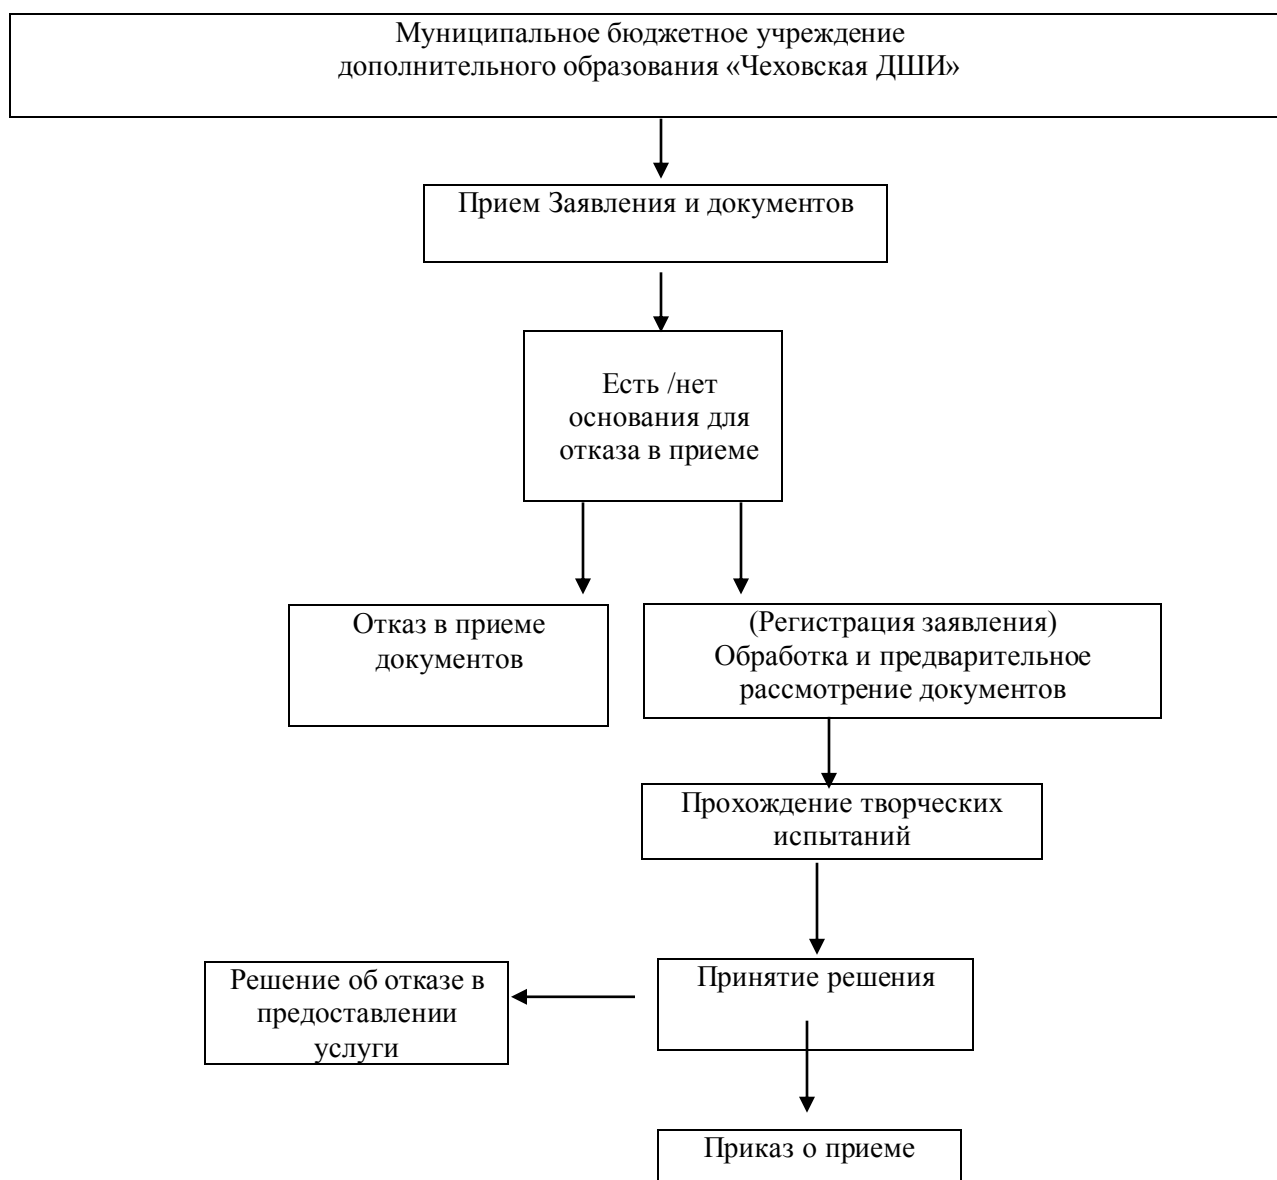 Муниципальное бюджетное учреждение
дополнительного образования «Чеховская ДШИ»
Прием Заявления и документов
Есть /нет
основания для
отказа в приеме
Отказ в приеме
документов
(Регистрация заявления)
Обработка и предварительное
рассмотрение документов
Прохождение творческих
испытаний
Решение об отказе в
предоставлении
услуги
Принятие решения
Приказ о приеме